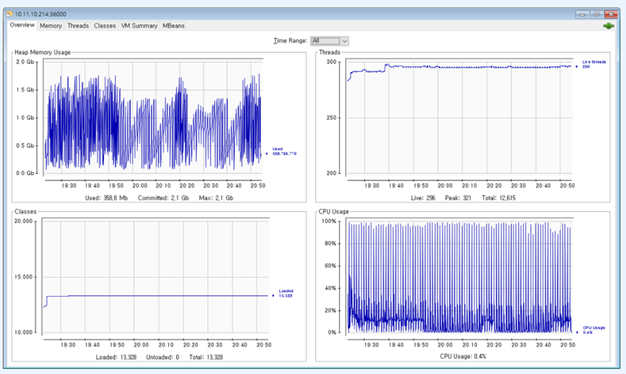 10.11.10.214:36000
Overview Memory Threads Classes VM Summary MBeans
Time Range: All
Heap Memory Usage
2.0 Gb
1.5 Gb
1.0 Gb
0.5 Gb
0.0 Gb
Used
19:30 19:40 19:50 20:00 20:10 20:20 20:30 20:40 20:50
Used: 358,8 Mb Committed: 2,1 Gb Max: 2,1 Gb
Threads
300
200
Live threads
296
19:30 19:40 19:50 20:00 20:10 20:20 20:30 20:40 20:50
Live: 296 Peak: 321 Total: 12,615
Classes
20.000
15.000
10.000
Loaded
13,328
19:30 19:40 19:50 20:00 20:10 20:20 20:30 20:40 20:50
Loaded: 13,328 Unloaded: 0 Total: 13,328
CPU Usage
100%
80%
60%
40%
20%
0%
CPU Usage
0.4%
19:30 19:40 19:50 20:00 20:10 20:20 20:30 20:40 20:50
CPU Usage: 0.4%